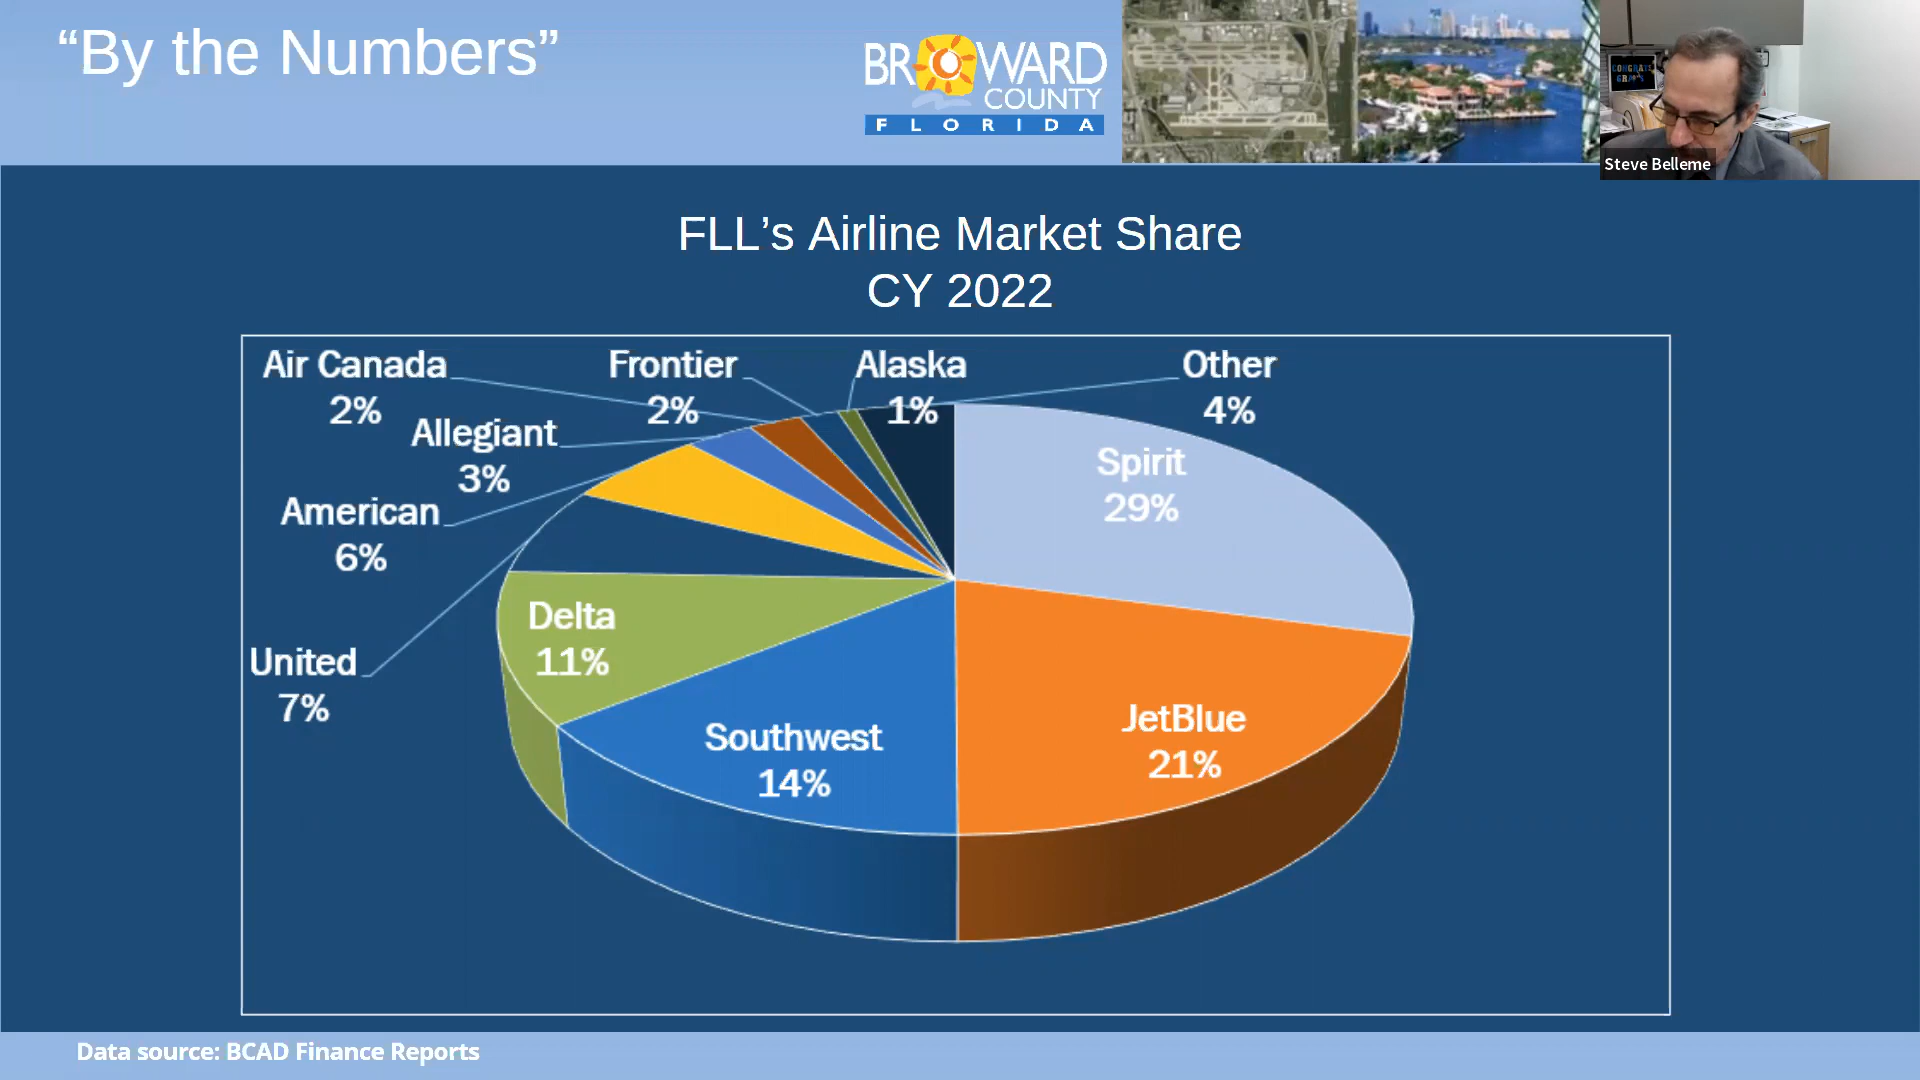 “By the Numbers”
BROWARD
COUNTY
FLORIDA
CONGRATS
Steve Belleme
FLL’s Airline Market Share
CY 2022
Air Canada
2%
Frontier
2%
Alaska
1%
Other
4%
Allegiant
3%
American
6%
United
7%
Spirit
29%
Delta
11%
Southwest
14%
JetBlue
21%
Data source: BCAD Finance Reports